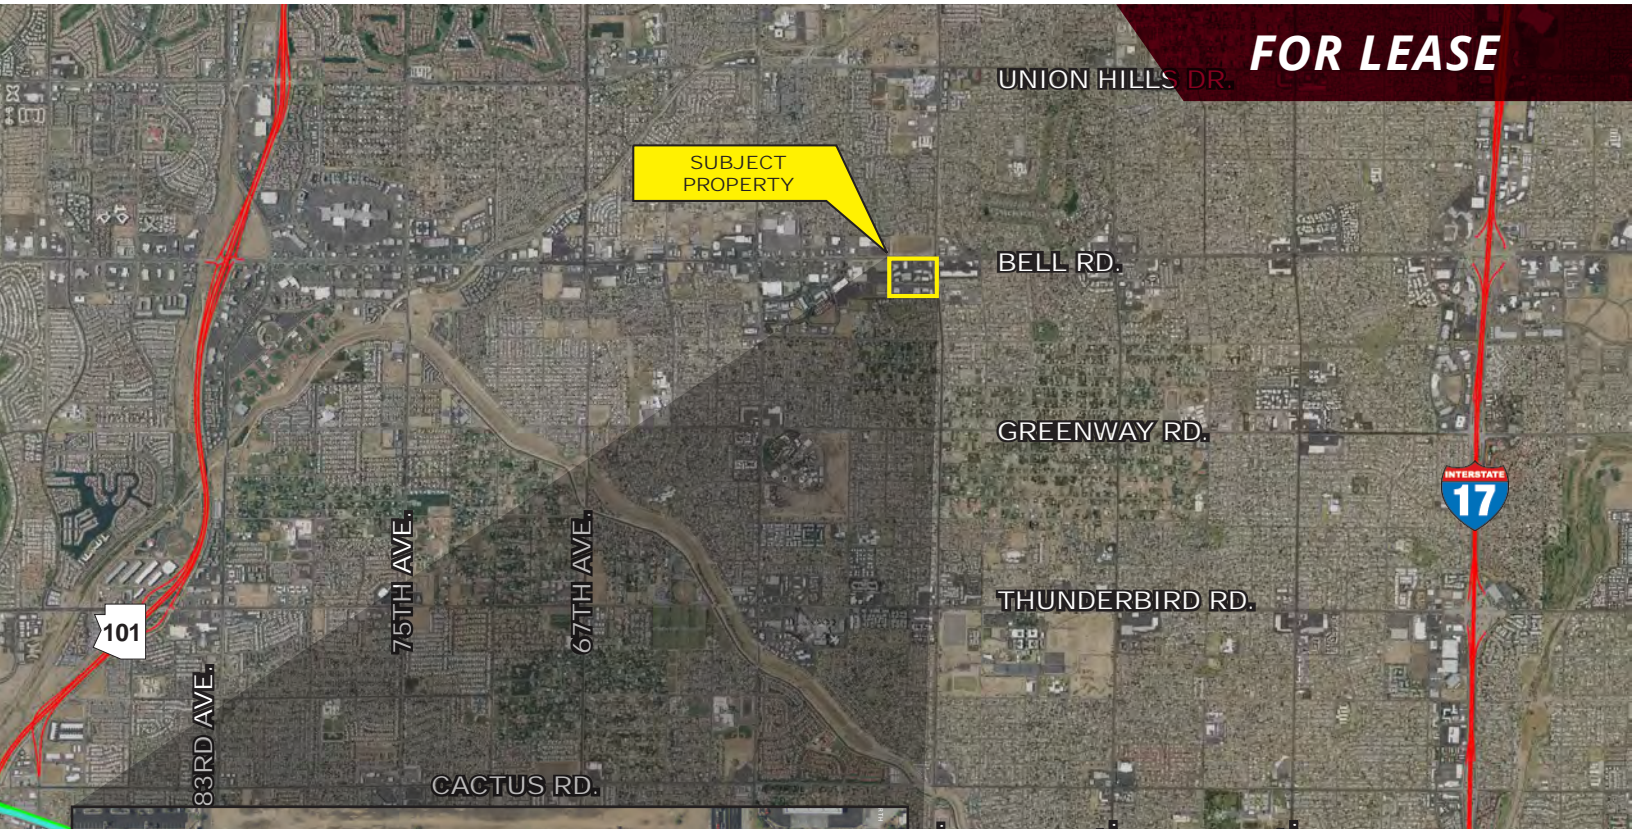 FOR LEASE
UNION HILLS DR.
SUBJECT
PROPERTY
BELL RD.
GREENWAY RD.
INTERSTATE
17
75TH AVE.
67TH AVE.
THUNDERBIRD RD.
101
83RD AVE.
CACTUS RD.